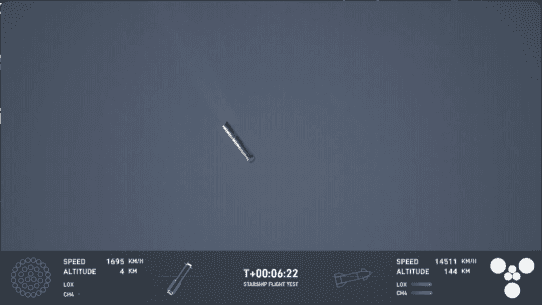 SPEED 1695 KM/H
ALTITUDE 4 KM
LOX
CH4
T+00:06:22
STARSHIP FLIGHT TEST
SPEED 14511 KM/H
ALTITUDE 144 KM
LOX
CH4